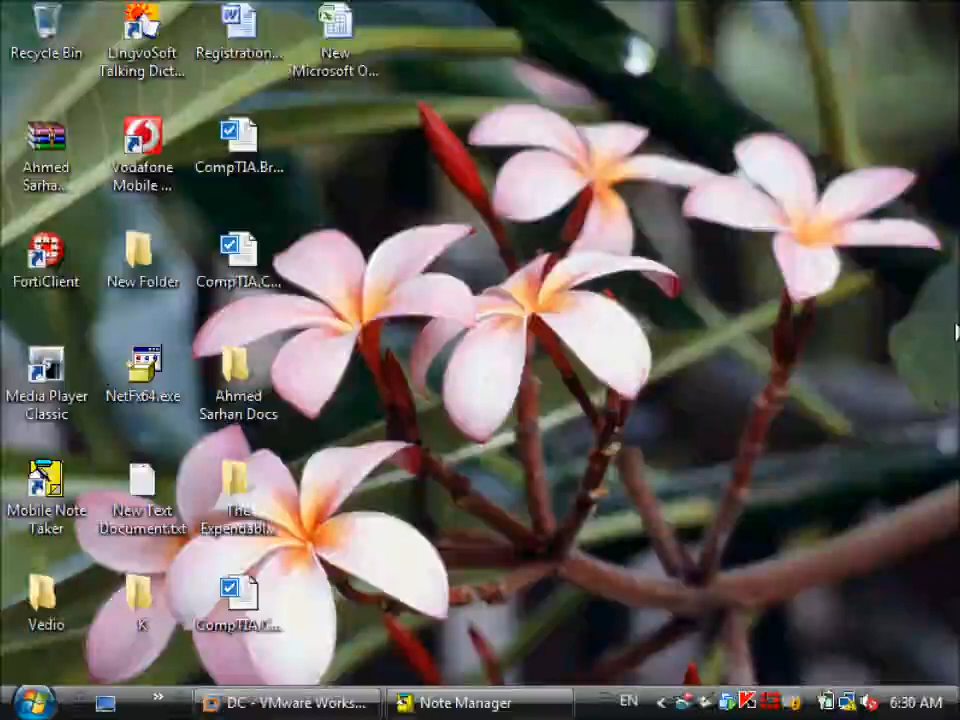 Recycle Bin
LingvoSoft
Talking Dict...
Registration...
New
Microsoft O...
Ahmed
Sarha...
Vodafone
Mobile ...
CompTIA.Br...
FortiClient
New Folder
CompTIA.C...
Media Player
Classic
NetFx64.exe
Ahmed
Sarhan Docs
Mobile Note
Taker
New Text
Document.txt
The
Expendabl...
Vedio
K
CompTIA.C...
DC - VMware Works...
Note Manager
EN
6:30 AM